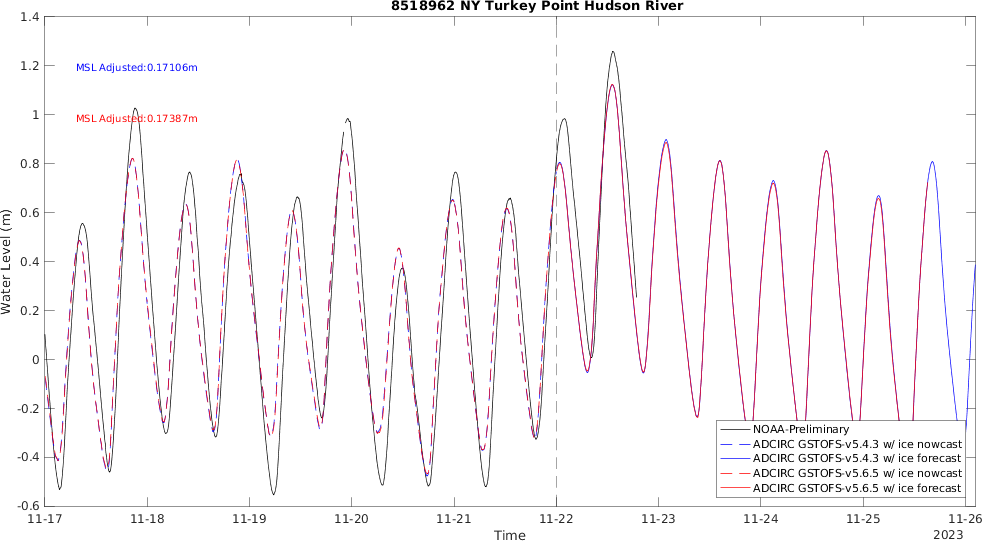 8518962 NY Turkey Point Hudson River
1.4
1.2
1
0.8
0.6
0.4
0.2
0
-0.2
-0.4
-0.6
Water Level (m)
MSL Adjusted:0.17106m
MSL Adjusted:0.17387m
NOAA-Preliminary
ADCIRC GSTOFS-v5.4.3 w/ ice nowcast
ADCIRC GSTOFS-v5.4.3 w/ ice forecast
ADCIRC GSTOFS-v5.6.5 w/ ice nowcast
ADCIRC GSTOFS-v5.6.5 w/ ice forecast
11-17 11-18 11-19 11-20 11-21 11-22 11-23 11-24 11-25 11-26
Time
2023